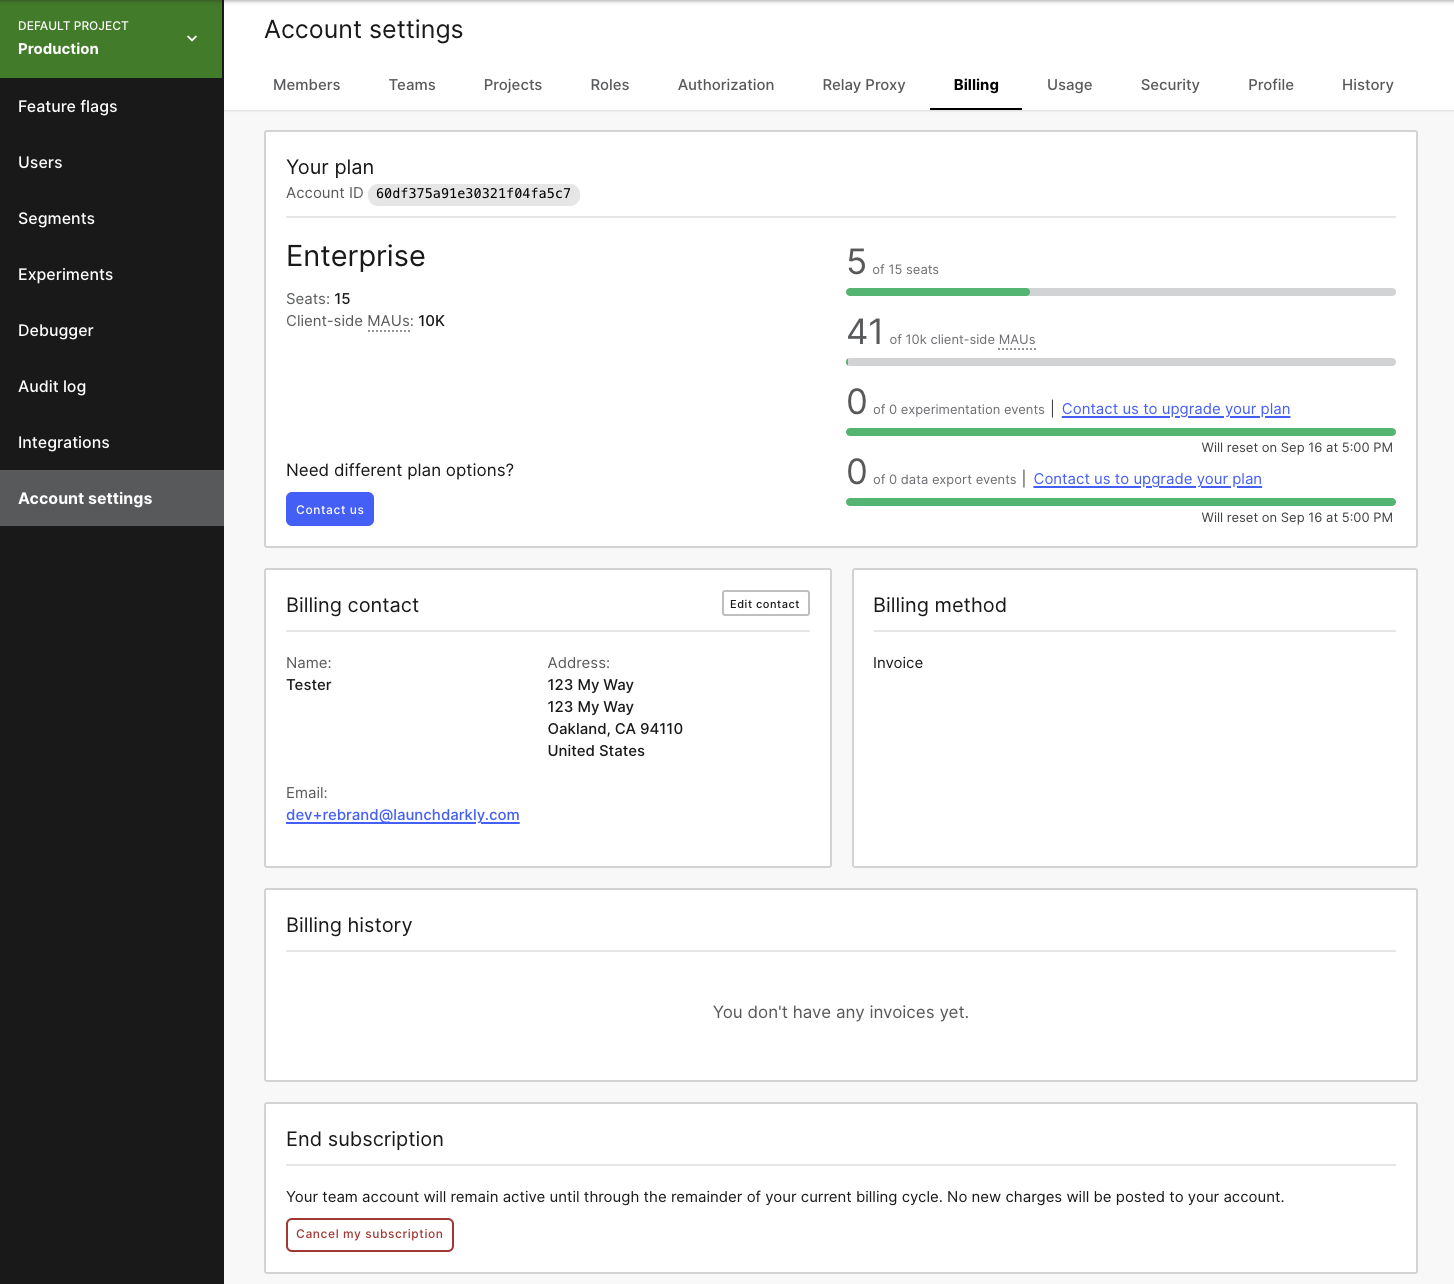 DEFAULT PROJECT
Production
Feature flags
Users
Segments
Experiments
Debugger
Audit log
Integrations
Account settings
Account settings
Members Teams Projects Roles Authorization Relay Proxy Billing Usage Security Profile History
Your plan
Account ID 60df375a91e30321f04fa5c7
Enterprise
Seats: 15
Client-side MAUs: 10K
Need different plan options?
Contact us
5 of 15 seats
41 of 10k client-side MAUs
0 of 0 experimentation events | Contact us to upgrade your plan
Will reset on Sep 16 at 5:00 PM
0 of 0 data export events | Contact us to upgrade your plan
Will reset on Sep 16 at 5:00 PM
Billing contact
Edit contact
Name:
Tester
Address:
123 My Way
123 My Way
Oakland, CA 94110
United States
Email:
dev+rebrand@launchdarkly.com
Billing method
Invoice
Billing history
You don't have any invoices yet.
End subscription
Your team account will remain active until through the remainder of your current billing cycle. No new charges will be posted to your account.
Cancel my subscription